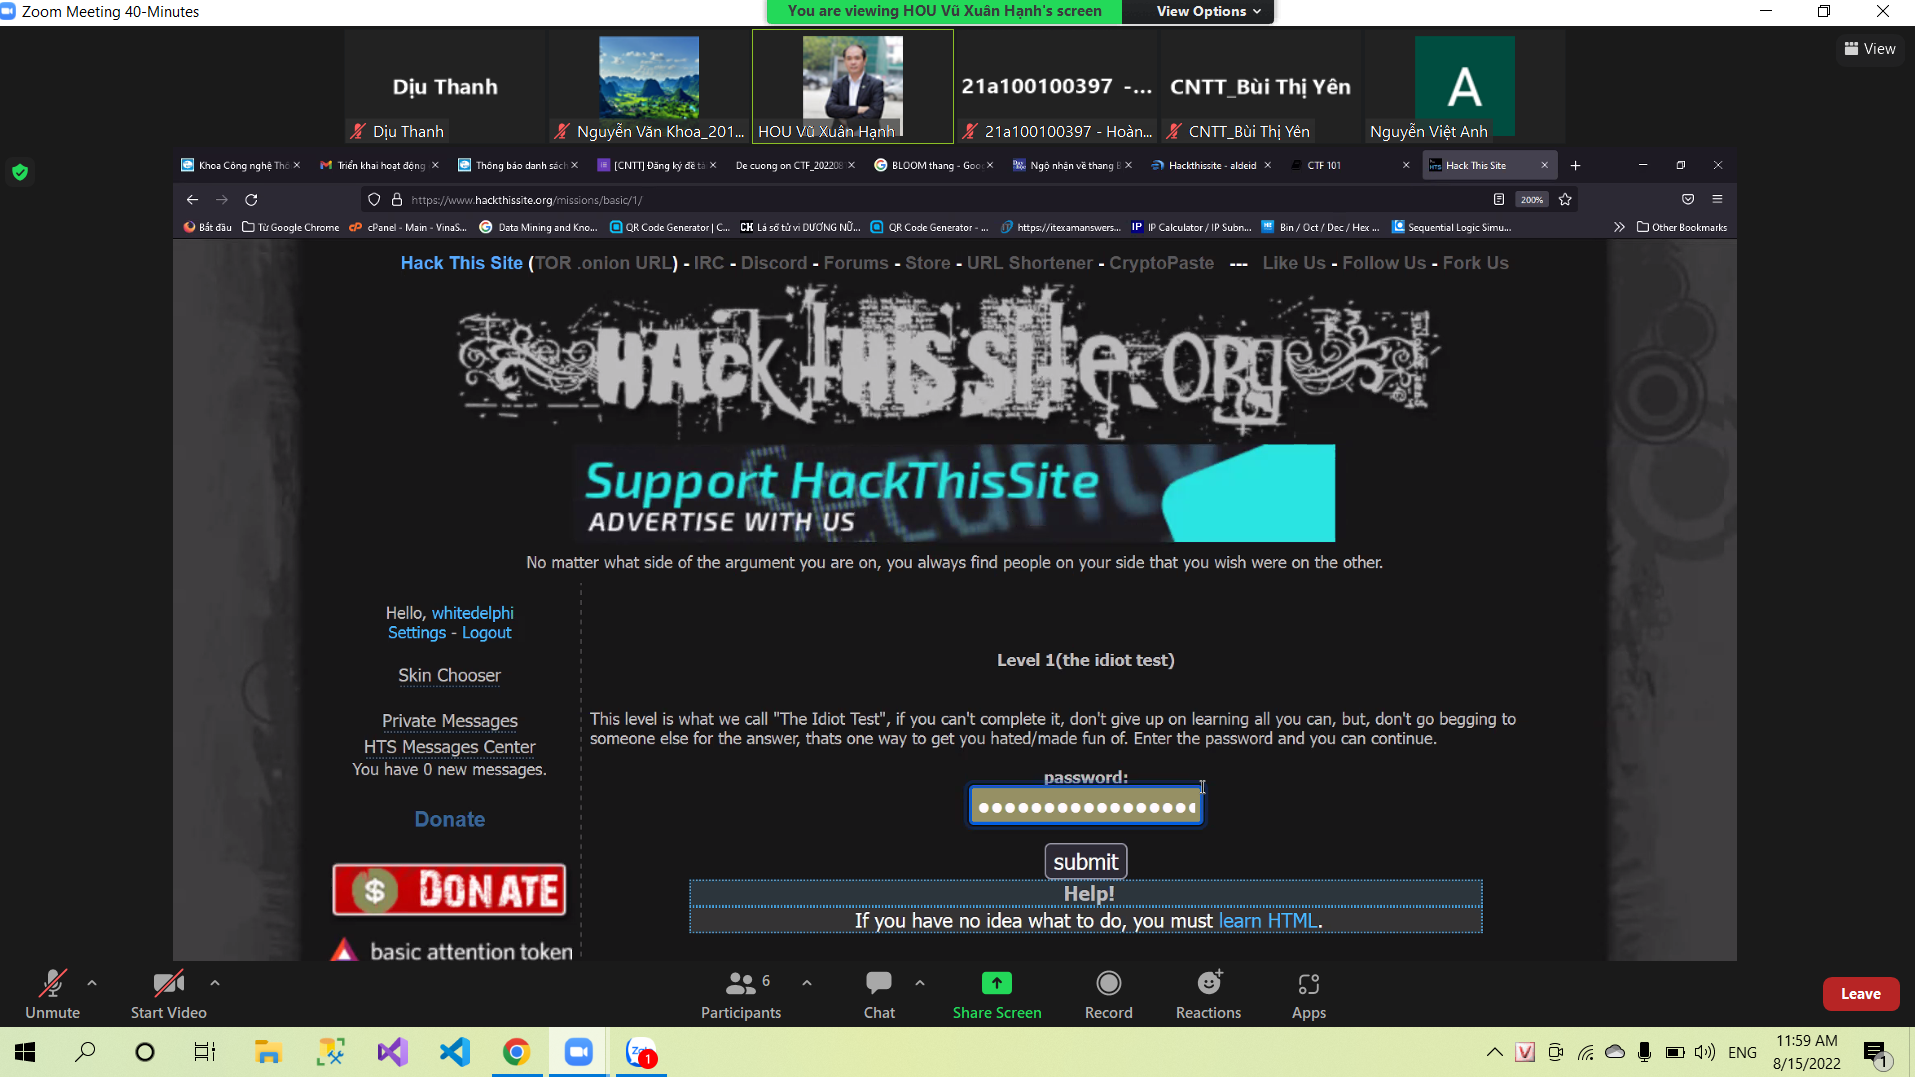 Zoom Meeting 40-Minutes
You are viewing HOU Vũ Xuân Hạnh's screen
View Options
View
Dịu Thanh
21a100100397 -...
CNTT_Bùi Thị Yên
A
Dịu Thanh
Nguyễn Văn Khoa_201...
HOU Vũ Xuân Hạnh
21a100100397 - Hoàn...
CNTT_Bùi Thị Yên
Nguyễn Việt Anh
Khoa Công nghệ Thô
Triển khai hoạt động
Thông báo danh sách
[CNTT] Đăng ký đề tà
De cuong on CTF_202208
BLOOM thang - Goo
Ngộ nhận về thang B
Hackthissite - aldeid
CTF 101
Hack This Site
https://www.hackthissite.org/missions/basic/1/
200%
Bắt đầu
Từ Google Chrome
cPanel - Main - VinaS...
Data Mining and Kno...
QR Code Generator | C...
Lá số tử vi DƯƠNG NỮ...
QR Code Generator - ...
https://itexamanswers...
IP Calculator / IP Subn...
Bin / Oct / Dec / Hex ...
Sequential Logic Simu...
Other Bookmarks
Hack This Site (TOR .onion URL) - IRC - Discord - Forums - Store - URL Shortener - CryptoPaste --- Like Us - Follow Us - Fork Us
HACK THIS SITE.ORG
Support HackThisSite
ADVERTISE WITH US
No matter what side of the argument you are on, you always find people on your side that you wish were on the other.
Hello, whitedelphi
Settings - Logout
Skin Chooser
Private Messages
HTS Messages Center
You have 0 new messages.
Donate
$ DONATE
basic attention token
Level 1(the idiot test)
This level is what we call "The Idiot Test", if you can't complete it, don't give up on learning all you can, but, don't go begging to
someone else for the answer, thats one way to get you hated/made fun of. Enter the password and you can continue.
password:
submit
Help!
If you have no idea what to do, you must learn HTML.
Unmute
Start Video
6
Participants
Chat
Share Screen
Record
Reactions
Apps
Leave
1
ENG
11:59 AM
8/15/2022
1